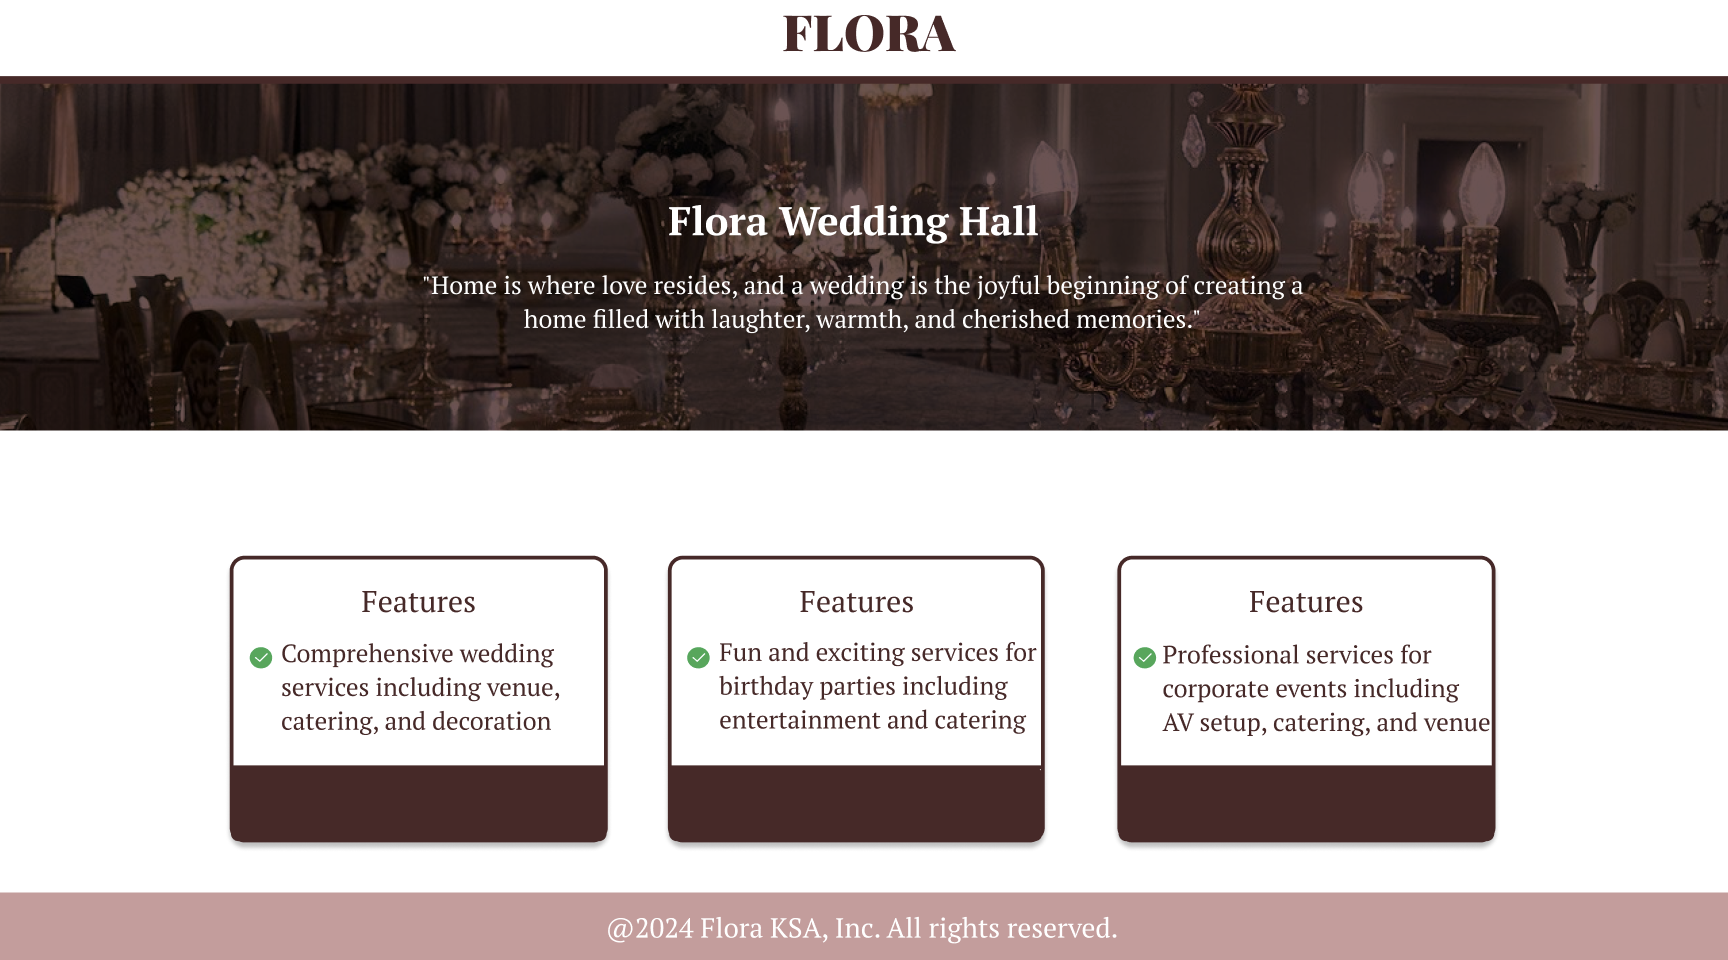 FLORA
Flora Wedding Hall
"Home is where love resides, and a wedding is the joyful beginning of creating a
home filled with laughter, warmth, and cherished memories."
Features
Comprehensive wedding
services including venue,
catering, and decoration
Features
Fun and exciting services for
birthday parties including
entertainment and catering
Features
Professional services for
corporate events including
AV setup, catering, and venue
@2024 Flora KSA, Inc. All rights reserved.